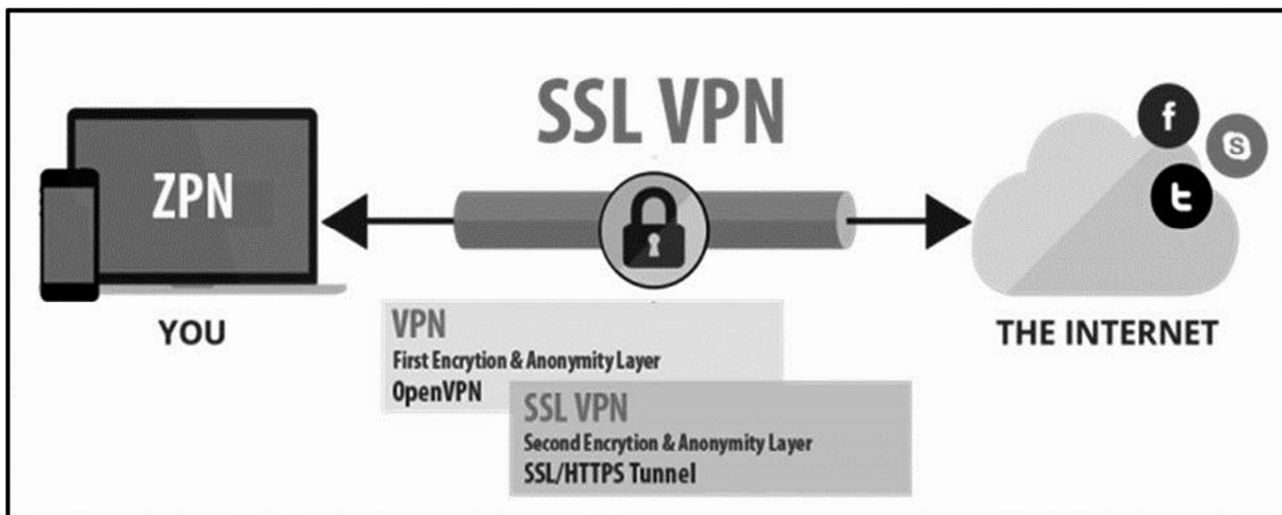 SSL VPN
ZPN
f
S
t
YOU
THE INTERNET
VPN
First Encrytion & Anonymity Layer
OpenVPN
SSL VPN
Second Encrytion & Anonymity Layer
SSL/HTTPS Tunnel